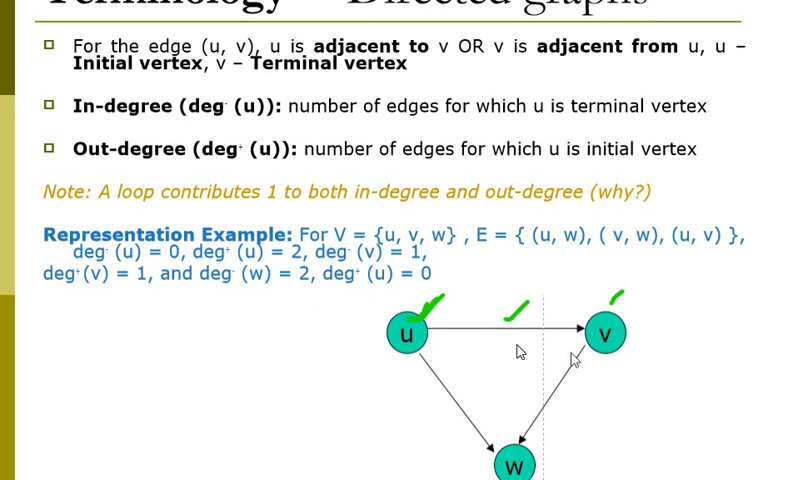 Terminology – Directed graphs
For the edge (u, v), u is adjacent to v OR v is adjacent from u, u –
Initial vertex, v – Terminal vertex
In-degree (deg- (u)): number of edges for which u is terminal vertex
Out-degree (deg+ (u)): number of edges for which u is initial vertex
Note: A loop contributes 1 to both in-degree and out-degree (why?)
Representation Example: For V = {u, v, w} , E = { (u, w), ( v, w), (u, v) },
deg- (u) = 0, deg+ (u) = 2, deg- (v) = 1,
deg+(v) = 1, and deg- (w) = 2, deg+ (u) = 0
u
v
w